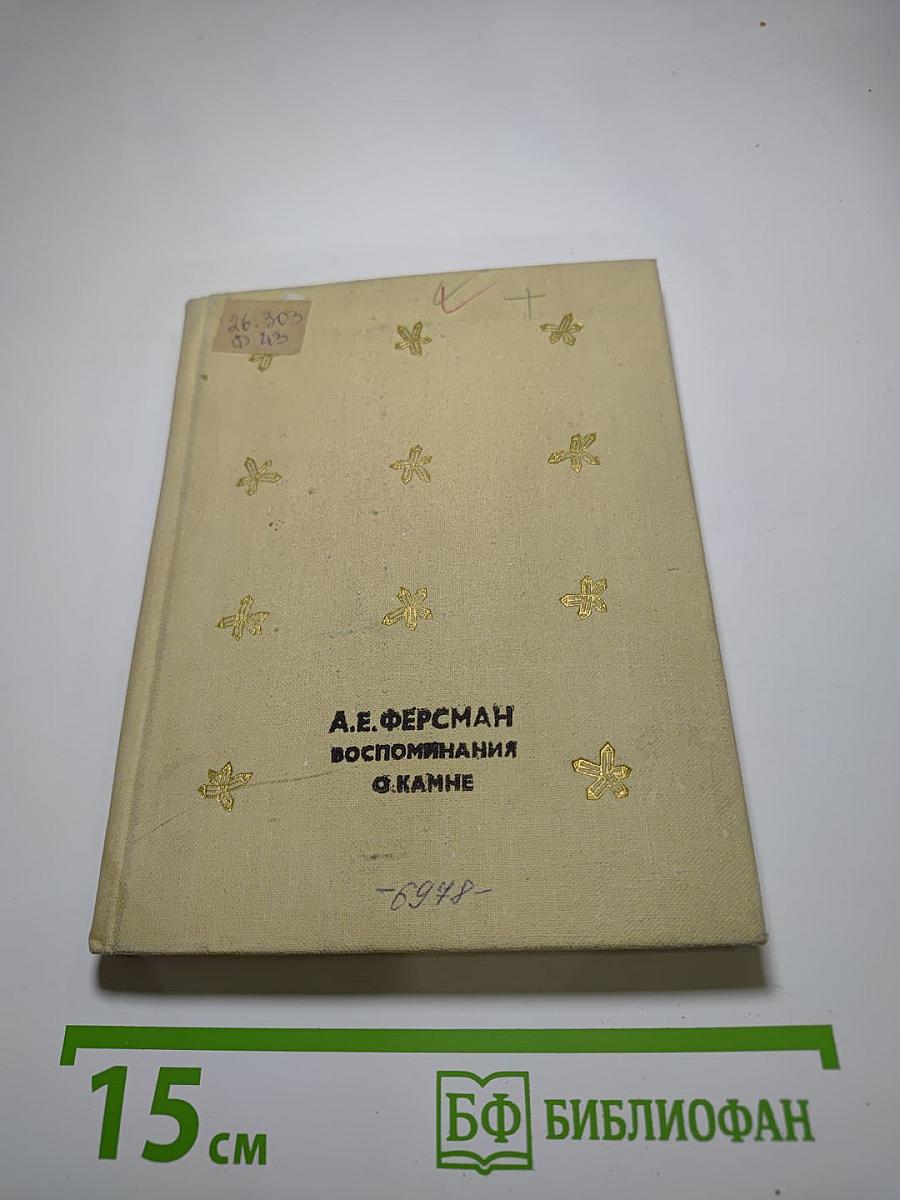 26.303
Ф 43
А.Е.ФЕРСМАН
ВОСПОМИНАНИЯ
О КАМНЕ
-6978-
15 см
БФ БИБЛИОФАН